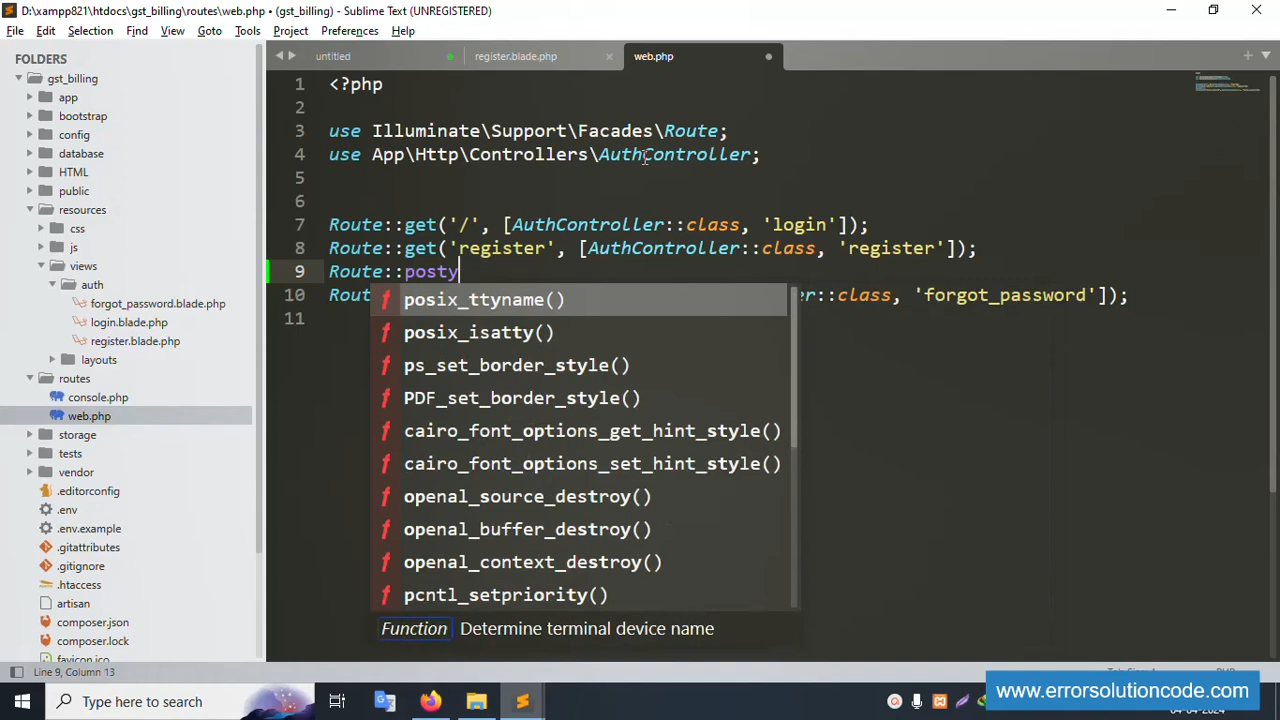 D:\xampp821\htdocs\gst_billing\routes\web.php • (gst_billing) - Sublime Text (UNREGISTERED)
File Edit Selection Find View Goto Tools Project Preferences Help
FOLDERS
gst_billing
app
bootstrap
config
database
HTML
public
resources
css
js
views
auth
forgot_password.blade.php
login.blade.php
register.blade.php
layouts
routes
console.php
web.php
storage
tests
vendor
.editorconfig
.env
.env.example
.gitattributes
.gitignore
.htaccess
artisan
composer.json
composer.lock
favicon.ico
untitled register.blade.php web.php
1 <?php
2
3 use Illuminate\Support\Facades\Route;
4 use App\Http\Controllers\AuthController;
5
6
7 Route::get('/', [AuthController::class, 'login']);
8 Route::get('register', [AuthController::class, 'register']);
9 Route::posty
10 Rou er::class, 'forgot_password']);
11
f posix_ttyname()
f posix_isatty()
f ps_set_border_style()
f PDF_set_border_style()
f cairo_font_options_get_hint_style()
f cairo_font_options_set_hint_style()
f openal_source_destroy()
f openal_buffer_destroy()
f openal_context_destroy()
f pcntl_setpriority()
Function Determine terminal device name
Line 9, Column 13
Type here to search
www.errorsolutioncode.com